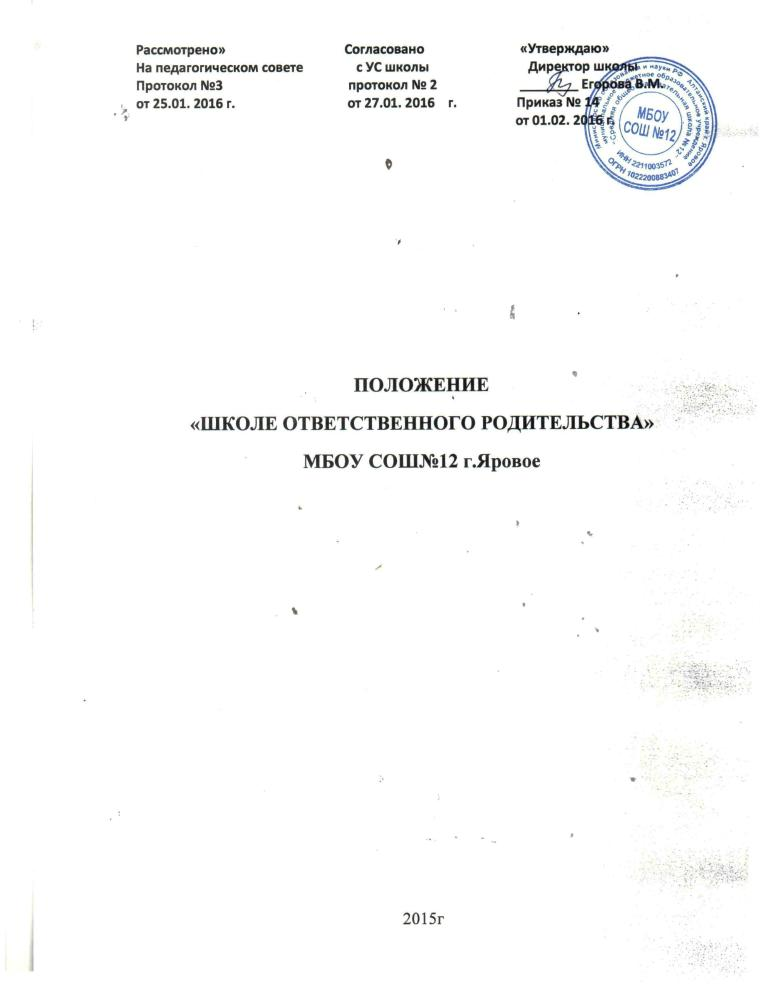 Рассмотрено» Согласовано «Утверждаю»
На педагогическом совете с УС школы Директор школы
Протокол №3 протокол № 2 Егорова В.М.
от 25.01. 2016 г. от 27.01. 2016 г. Приказ № 14
от 01.02. 2016 г.
МБОУ
СОШ №12
ИНН 2211003572
ОГРН 1022200883407
ПОЛОЖЕНИЕ
«ШКОЛЕ ОТВЕТСТВЕННОГО РОДИТЕЛЬСТВА»
МБОУ СОШ№12 г.Яровое
2015г